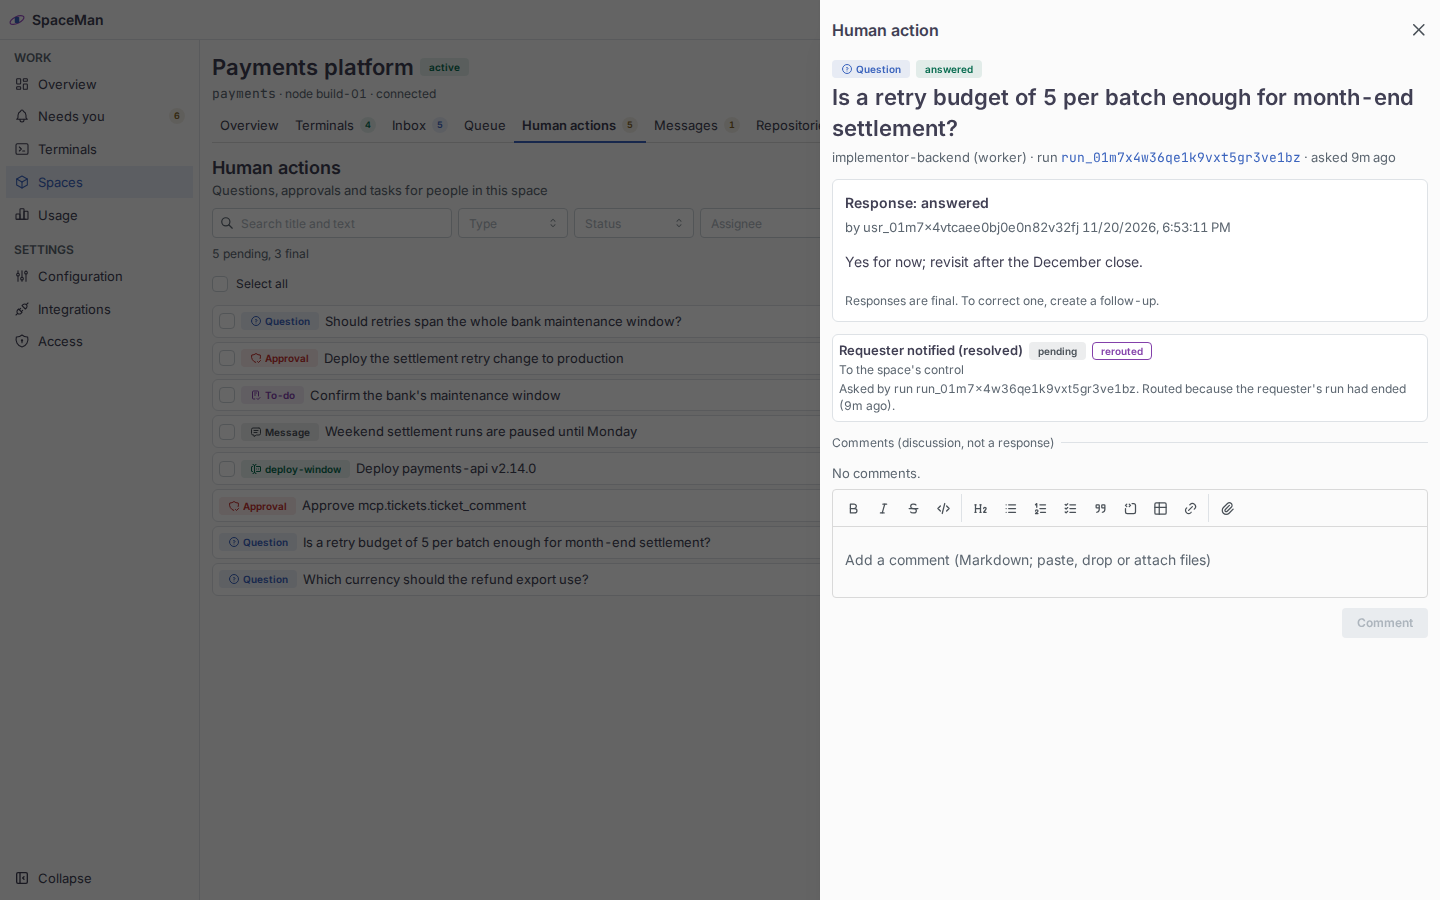 SpaceMan
WORK
Overview
Needs you 6
Terminals
Spaces
Usage
SETTINGS
Configuration
Integrations
Access
Collapse
Payments platform active
payments · node build-01 · connected
Overview Terminals 4 Inbox 5 Queue Human actions 5 Messages 1 Repositorie
Human actions
Questions, approvals and tasks for people in this space
Search title and text Type Status Assignee
5 pending, 3 final
Select all
Question Should retries span the whole bank maintenance window?
Approval Deploy the settlement retry change to production
To-do Confirm the bank's maintenance window
Message Weekend settlement runs are paused until Monday
deploy-window Deploy payments-api v2.14.0
Approval Approve mcp.tickets.ticket_comment
Question Is a retry budget of 5 per batch enough for month-end settlement?
Question Which currency should the refund export use?
Human action
Question answered
Is a retry budget of 5 per batch enough for month-end
settlement?
implementor-backend (worker) · run run_01m7x4w36qe1k9vxt5gr3ve1bz · asked 9m ago
Response: answered
by usr_01m7x4vtcaee0bj0e0n82v32fj 11/20/2026, 6:53:11 PM
Yes for now; revisit after the December close.
Responses are final. To correct one, create a follow-up.
Requester notified (resolved) pending rerouted
To the space's control
Asked by run run_01m7x4w36qe1k9vxt5gr3ve1bz. Routed because the requester's run had ended
(9m ago).
Comments (discussion, not a response)
No comments.
Add a comment (Markdown; paste, drop or attach files)
Comment